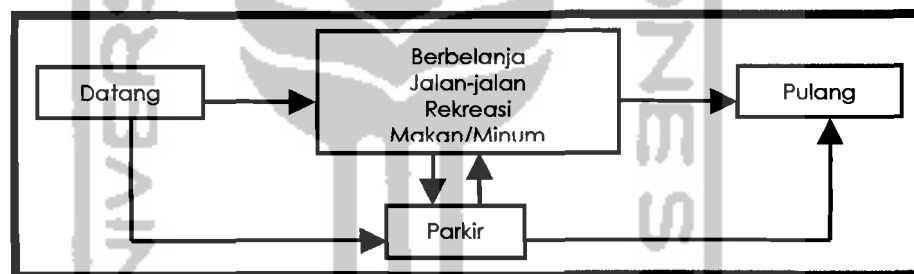 Datang
Berbelanja
Jalan-jalan
Rekreasi
Makan/Minum
Pulang
Parkir